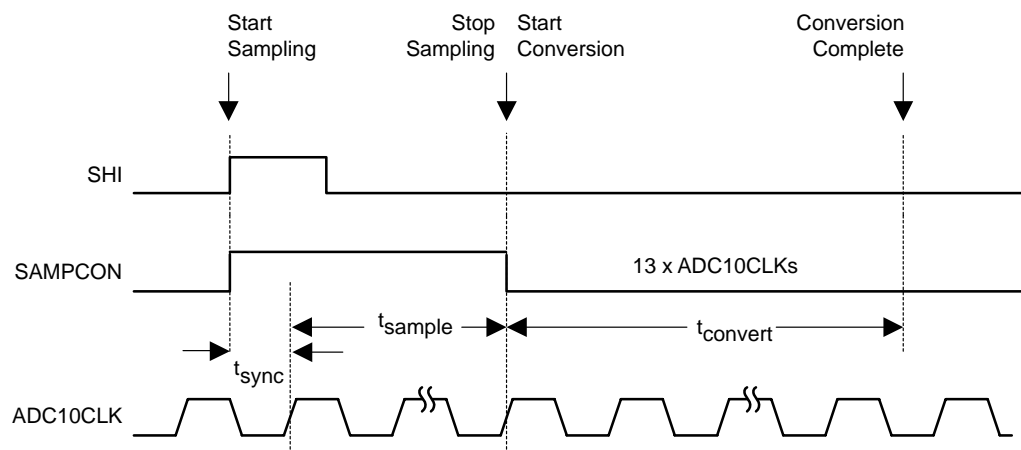 Start
Sampling
Stop
Sampling
Start
Conversion
Conversion
Complete
SHI
SAMPCON
13 x ADC10CLKs
tsample
tconvert
tsync
ADC10CLK